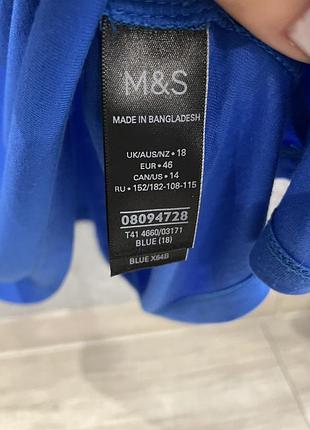 M&S
MADE IN BANGLADESH
UK/AUS/NZ • 18
EUR • 46
CAN/US • 14
RU • 152/182-108-115
08094728
T41 4660/03171
BLUE (18)
BLUE X64B